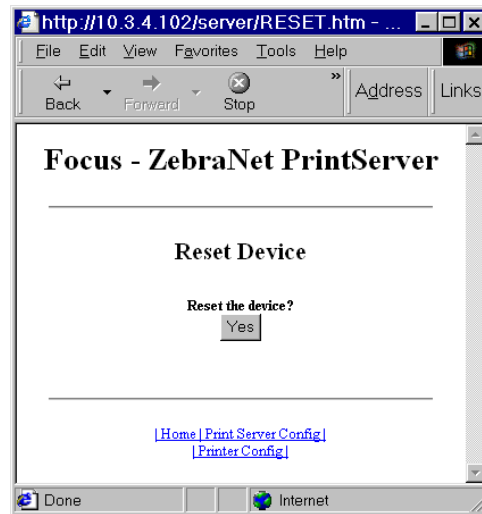 http://10.3.4.102/server/RESET.htm - ...
File Edit View Favorites Tools Help
Back Forward Stop » Address Links
Focus - ZebraNet PrintServer
Reset Device
Reset the device?
Yes
| Home | Print Server Config |
| Printer Config |
Done Internet